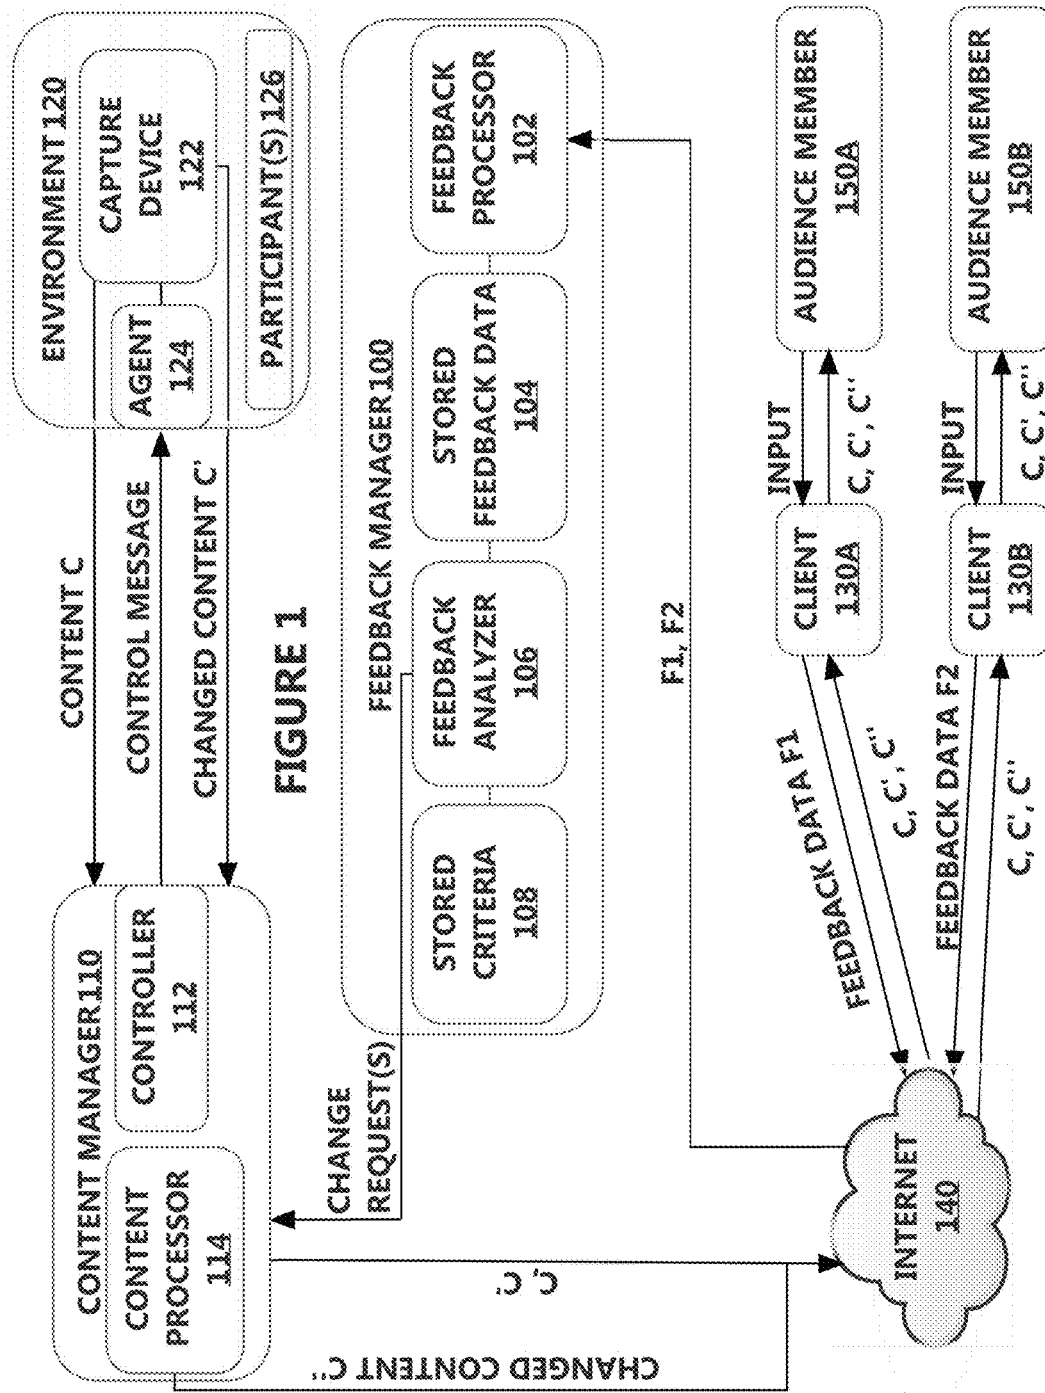 CONTENT MANAGER 110
CONTENT
PROCESSOR
114
CONTROLLER
112
CONTENT C
CONTROL MESSAGE
CHANGED CONTENT C'
ENVIRONMENT 120
CAPTURE
DEVICE
122
AGENT
124
PARTICIPANT(S) 126
FIGURE 1
CHANGE
REQUEST(S)
C, C'
CHANGED CONTENT C''
FEEDBACK MANAGER 100
STORED
CRITERIA
108
FEEDBACK
ANALYZER
106
STORED
FEEDBACK DATA
104
FEEDBACK
PROCESSOR
102
F1, F2
INTERNET
140
FEEDBACK DATA F1
C, C', C''
FEEDBACK DATA F2
C, C', C''
CLIENT
130A
INPUT
C, C', C''
AUDIENCE MEMBER
150A
CLIENT
130B
INPUT
C, C', C''
AUDIENCE MEMBER
150B